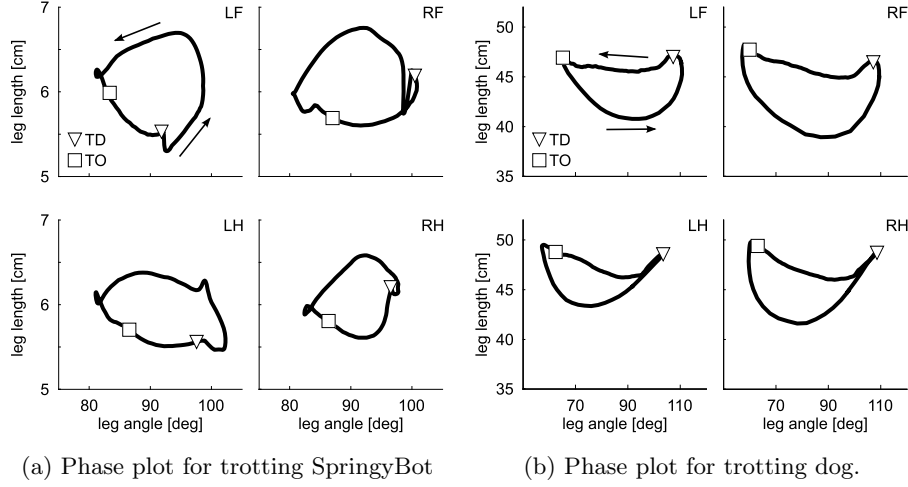 LF
RF
7
6
5
leg length [cm]
TD
TO
LH
RH
7
6
5
leg length [cm]
80 90 100
80 90 100
leg angle [deg]
leg angle [deg]
(a) Phase plot for trotting SpringyBot
LF
RF
50
45
40
35
leg length [cm]
TD
TO
LH
RH
50
45
40
35
leg length [cm]
70 90 110
70 90 110
leg angle [deg]
leg angle [deg]
(b) Phase plot for trotting dog.